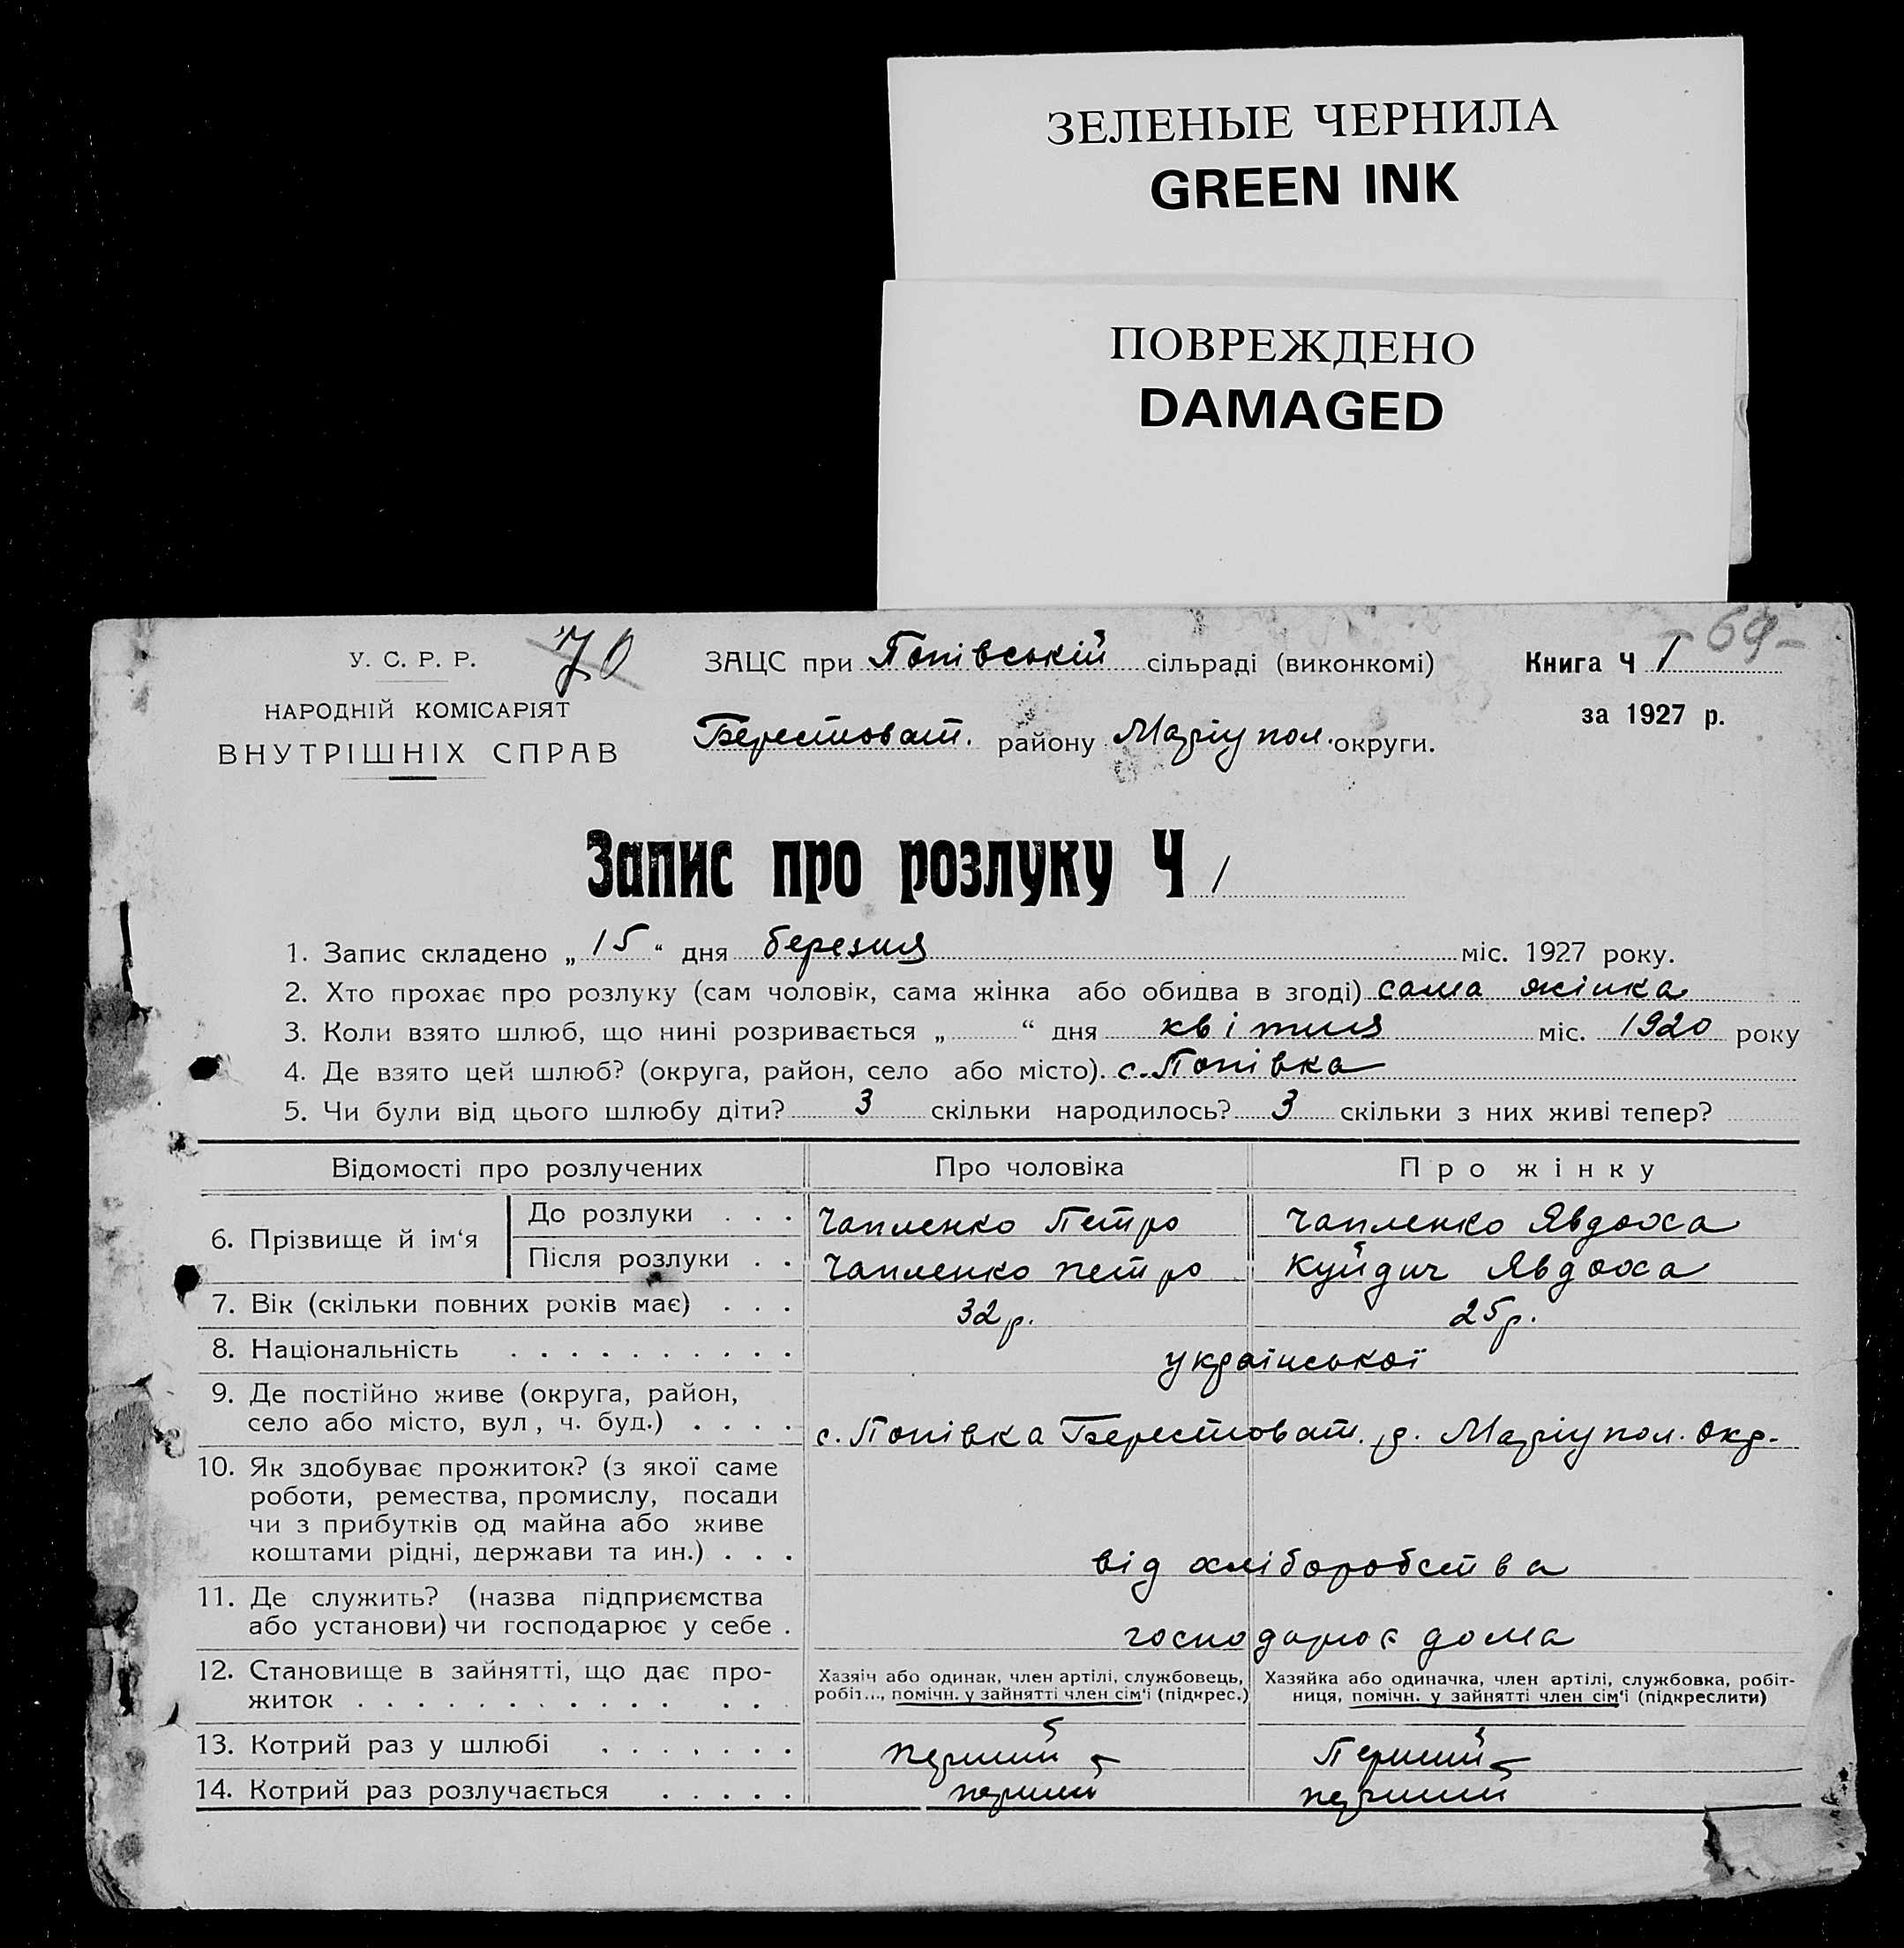 ЗЕЛЕНЫЕ ЧЕРНИЛА
GREEN INK
ПОВРЕЖДЕНО
DAMAGED
У. С. Р. Р.
70
ЗАЦС при Попівській сільраді (виконкомі)
Книга Ч 1
69
НАРОДНІЙ КОМІСАРІЯТ
ВНУТРІШНІХ СПРАВ
Берестоват. району Маріупол. округи.
за 1927 р.
Запис про розлуку Ч 1
1. Запис складено „ 15 “ дня березня міс. 1927 року.
2. Хто прохає про розлуку (сам чоловік, сама жінка або обидва в згоді) сама жінка
3. Коли взято шлюб, що нині розривається „ “ дня квітня міс. 1920 року
4. Де взято цей шлюб? (округа, район, село або місто). с. Попівка
5. Чи були від цього шлюбу діти? 3 скільки народилось? 3 скільки з них живі тепер?
Відомості про розлучених
Про чоловіка
Про жінку
6. Прізвище й ім‘я
До розлуки . . .
Чапленко Петро
Чапленко Явдоха
Після розлуки . .
Чапленко петро
Куйдич Явдоха
7. Вік (скільки повних років має) . . .
32 р.
25 р.
8. Національність . . . . . . . . . .
української
9. Де постійно живе (округа, район,
село або місто, вул , ч. буд.) . . . .
с. Попівка Берестоват. р. Маріупол. Окр.
10. Як здобуває прожиток? (з якої саме
роботи, ремества, промислу, посади
чи з прибутків од майна або живе
коштами рідні, держави та ин.) . . .
від хліборобства
11. Де служить? (назва підприємства
або установи) чи господарює у себе .
господарює дома
12. Становище в зайнятті, що дає про-
житок . . . . . . . . . . . .
Хазяїн або одинак, член артілі, службовець,
робіт..., помічн. у зайнятті член сім‘ї (підкрес.)
Хазяйка або одиначка, член артілі, службовка, робіт-
ниця, помічн. у зайнятті член сім‘ї (підкреслити)
13. Котрий раз у шлюбі . . . . . . .
перший
Перший
14. Котрий раз розлучається . . . . .
перший
перший